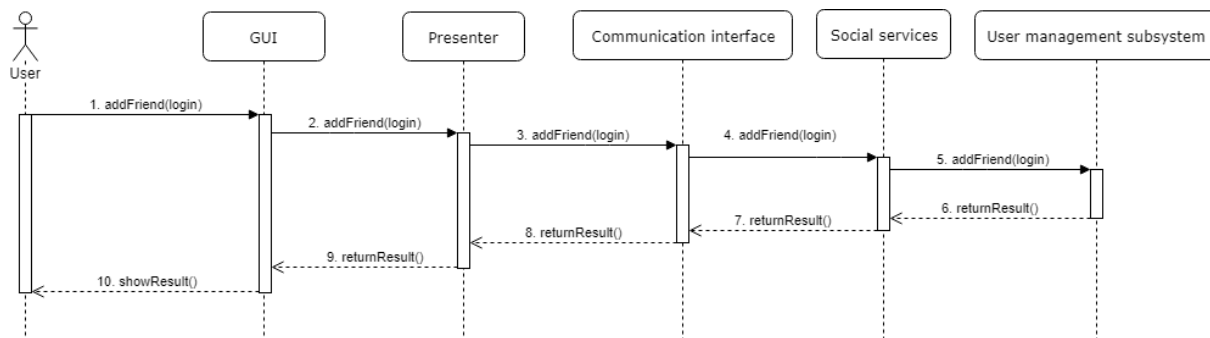 GUI
Presenter
Communication interface
Social services
User management subsystem
User
1. addFriend(login)
2. addFriend(login)
3. addFriend(login)
4. addFriend(login)
5. addFriend(login)
6. returnResult()
7. returnResult()
8. returnResult()
9. returnResult()
10. showResult()